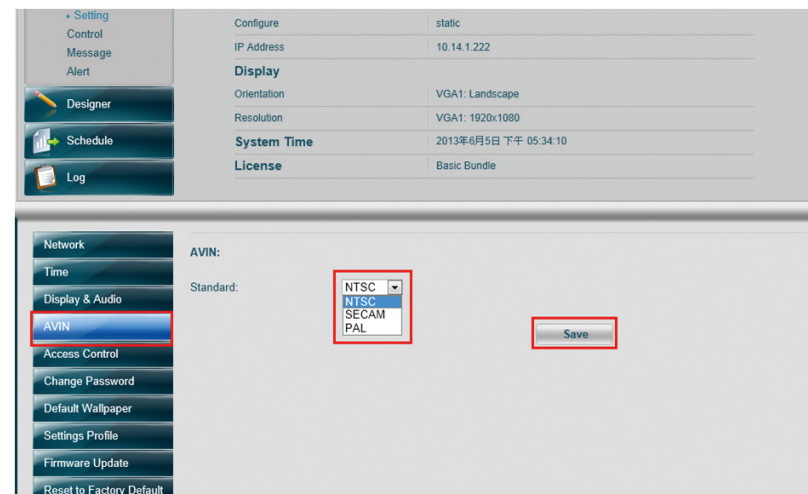 Setting
Control
Message
Alert
Designer
Schedule
Log
Configure static
IP Address 10.14.1.222
Display
Orientation VGA1: Landscape
Resolution VGA1: 1920x1080
System Time 2013年6月5日 下午 05:34:10
License Basic Bundle
Network
Time
Display & Audio
AVIN
Access Control
Change Password
Default Wallpaper
Settings Profile
Firmware Update
Reset to Factory Default
AVIN:
Standard: NTSC
NTSC
SECAM
PAL
Save